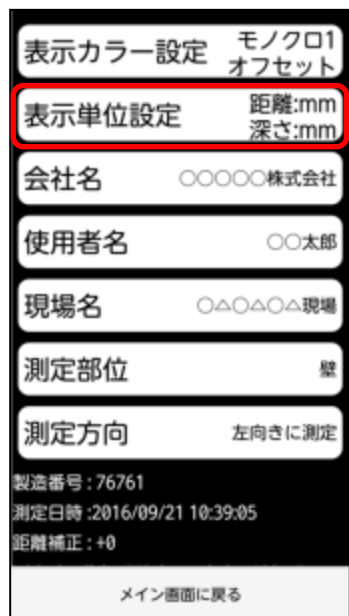 表示カラー設定 モノクロ1
オフセット
表示単位設定 距離:mm
深さ:mm
会社名 ○○○○○株式会社
使用者名 ○○太郎
現場名 ○△○△○△現場
測定部位 壁
測定方向 左向きに測定
製造番号 : 76761
測定日時 :2016/09/21 10:39:05
距離補正 : +0
メイン画面に戻る